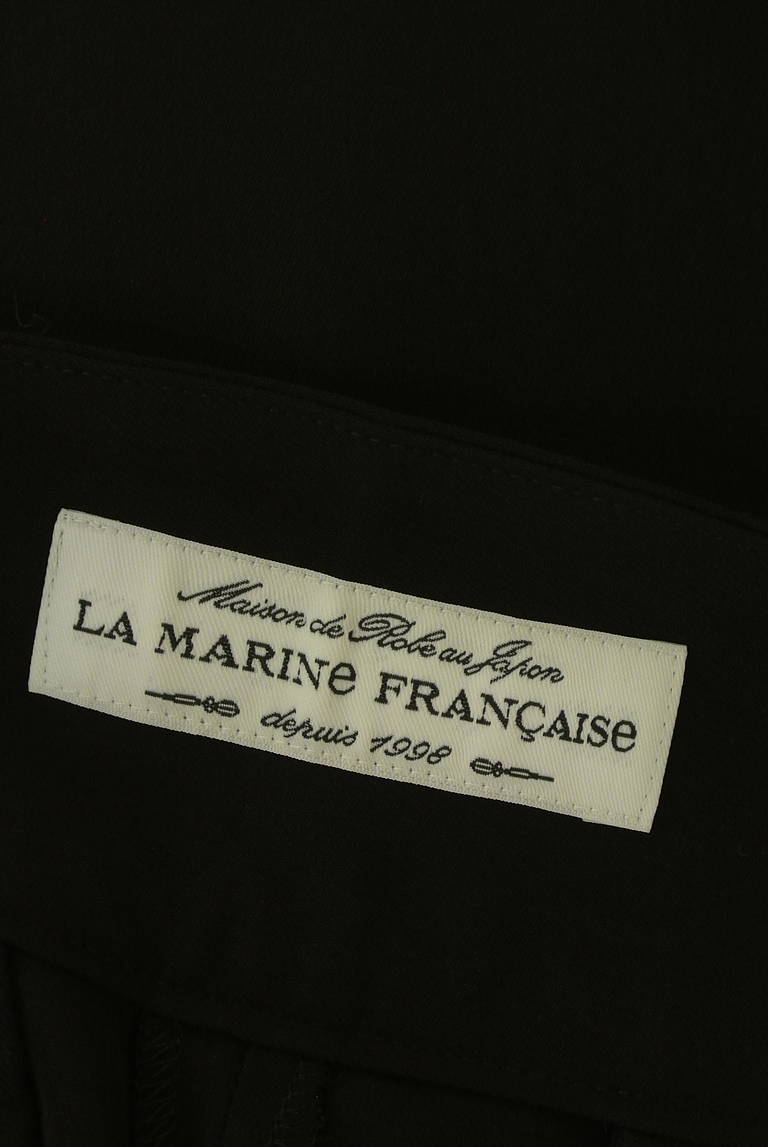 Maison de Robe au Japon
LA MARINe FRANÇAISe
depuis 1998